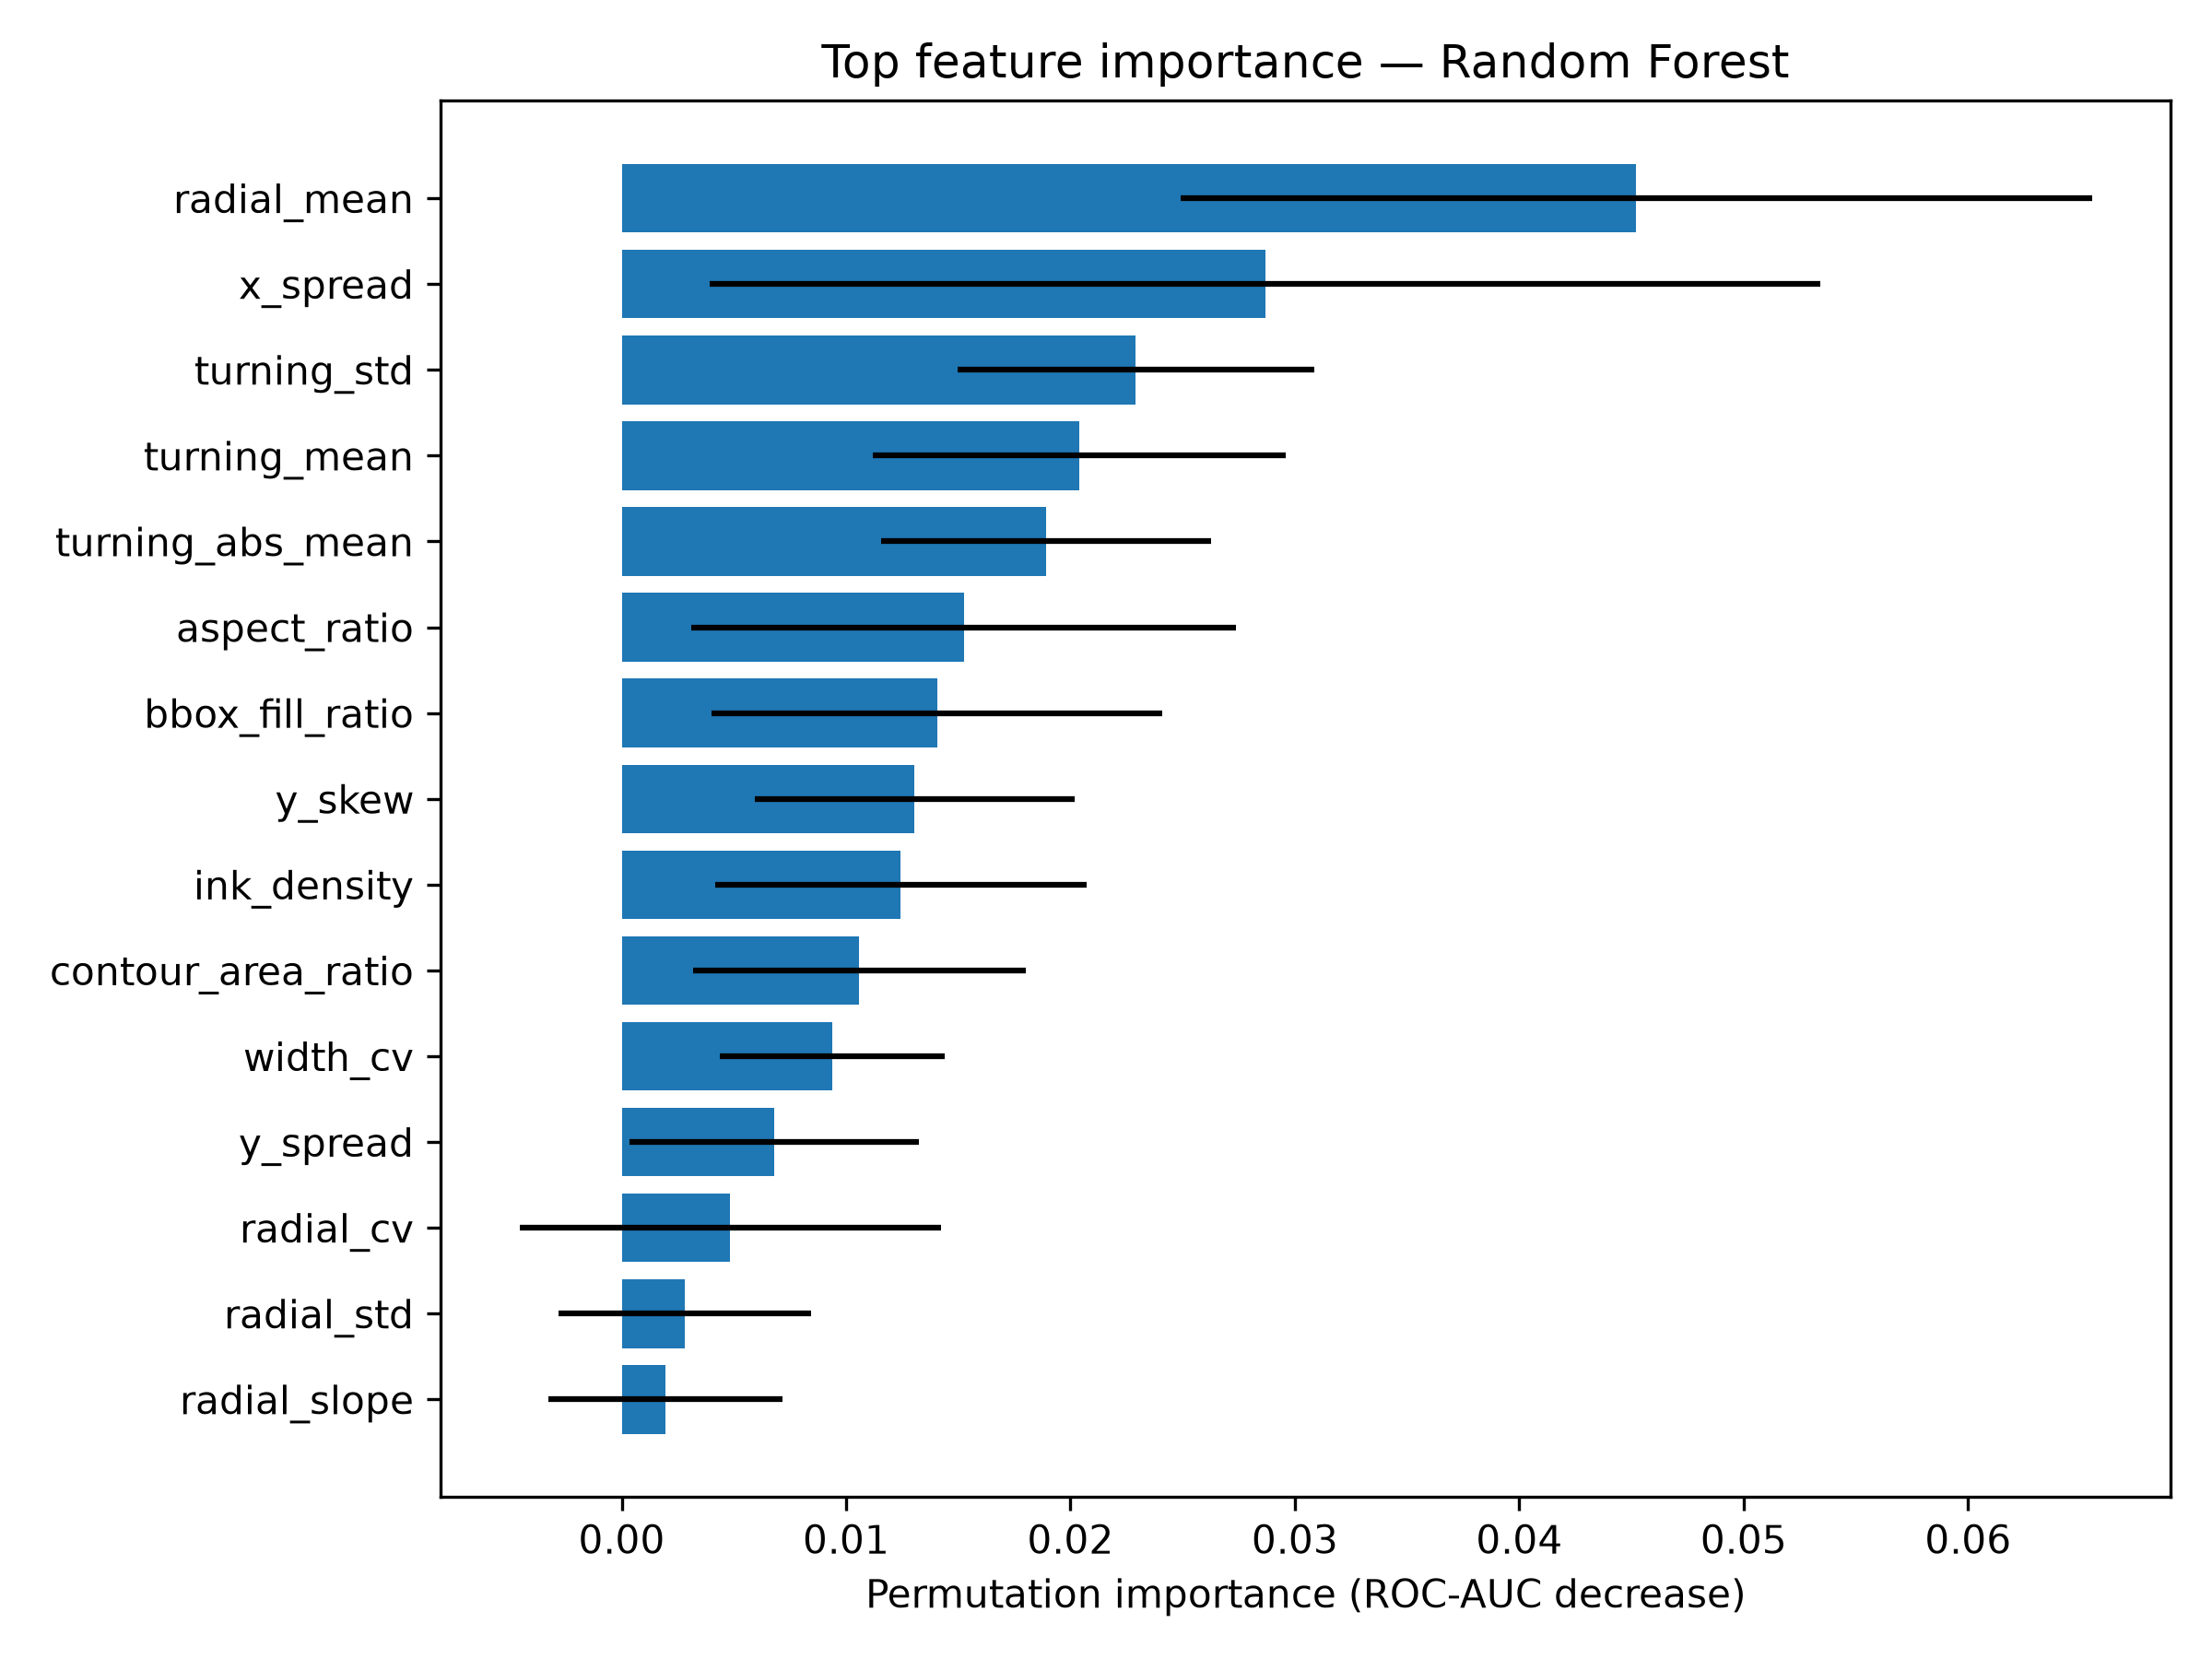 Top feature importance — Random Forest
radial_mean
x_spread
turning_std
turning_mean
turning_abs_mean
aspect_ratio
bbox_fill_ratio
y_skew
ink_density
contour_area_ratio
width_cv
y_spread
radial_cv
radial_std
radial_slope
0.00 0.01 0.02 0.03 0.04 0.05 0.06
Permutation importance (ROC-AUC decrease)